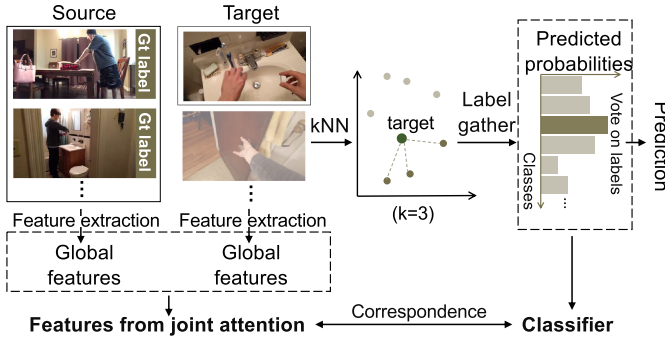 Source
Target
Gt label
Gt label
kNN
target
(k=3)
Label
gather
Predicted
probabilities
Vote on labels
Classes
...
Prediction
Feature extraction
Feature extraction
Global
features
Global
features
Features from joint attention
Correspondence
Classifier